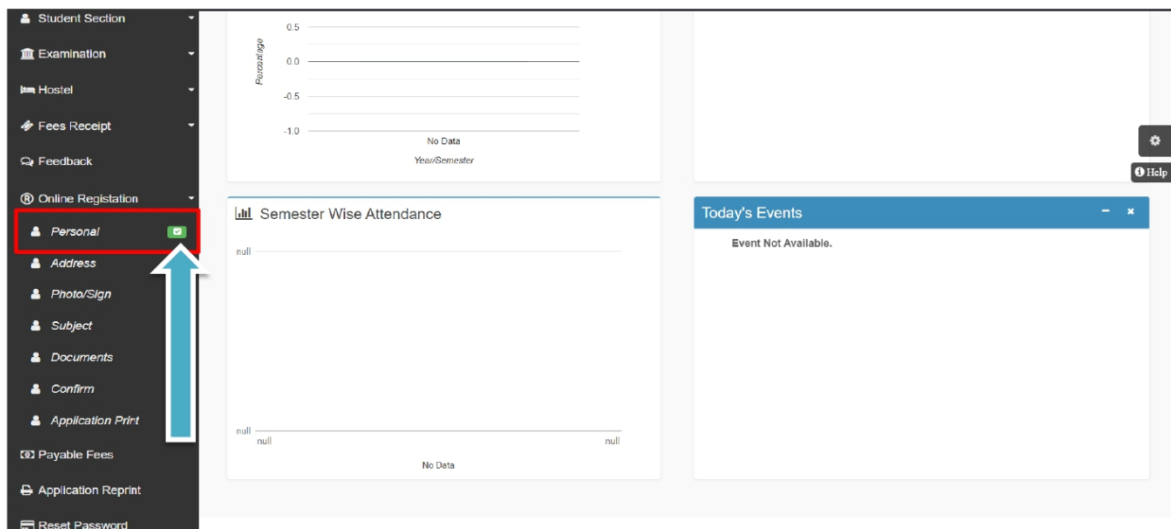 Student Section
Examination
Hostel
Fees Receipt
Feedback
Online Registation
Personal
Address
Photo/Sign
Subject
Documents
Confirm
Application Print
Payable Fees
Application Reprint
Reset Password
Percentage
0.5
0.0
-0.5
-1.0
No Data
Year/Semester
Semester Wise Attendance
null
null
null
null
No Data
Today's Events
Event Not Available.
Help